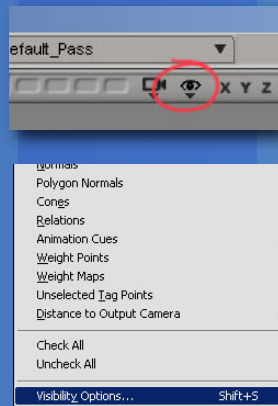 efault_Pass
X Y Z
Normals
Polygon Normals
Cones
Relations
Animation Cues
Weight Points
Weight Maps
Unselected Tag Points
Distance to Output Camera
Check All
Uncheck All
Visibility Options... Shift+S